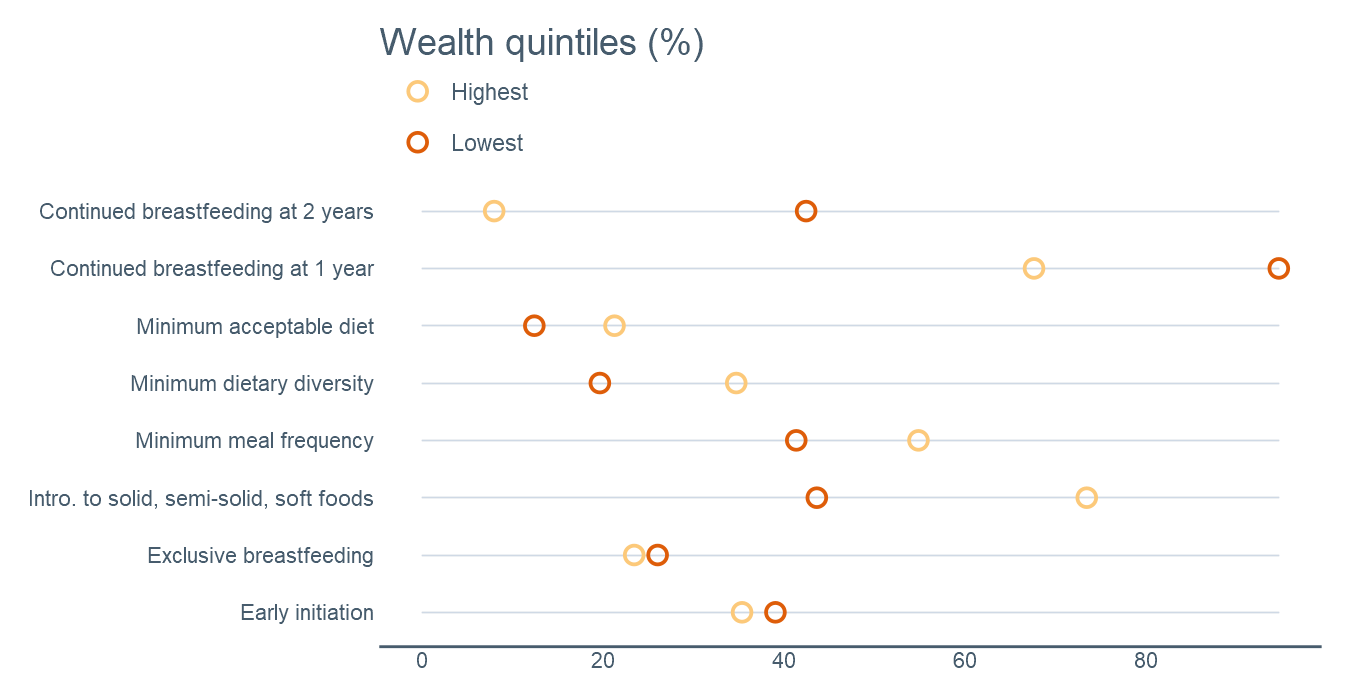 Wealth quintiles (%)
Highest
Lowest
Continued breastfeeding at 2 years
Continued breastfeeding at 1 year
Minimum acceptable diet
Minimum dietary diversity
Minimum meal frequency
Intro. to solid, semi-solid, soft foods
Exclusive breastfeeding
Early initiation
0 20 40 60 80